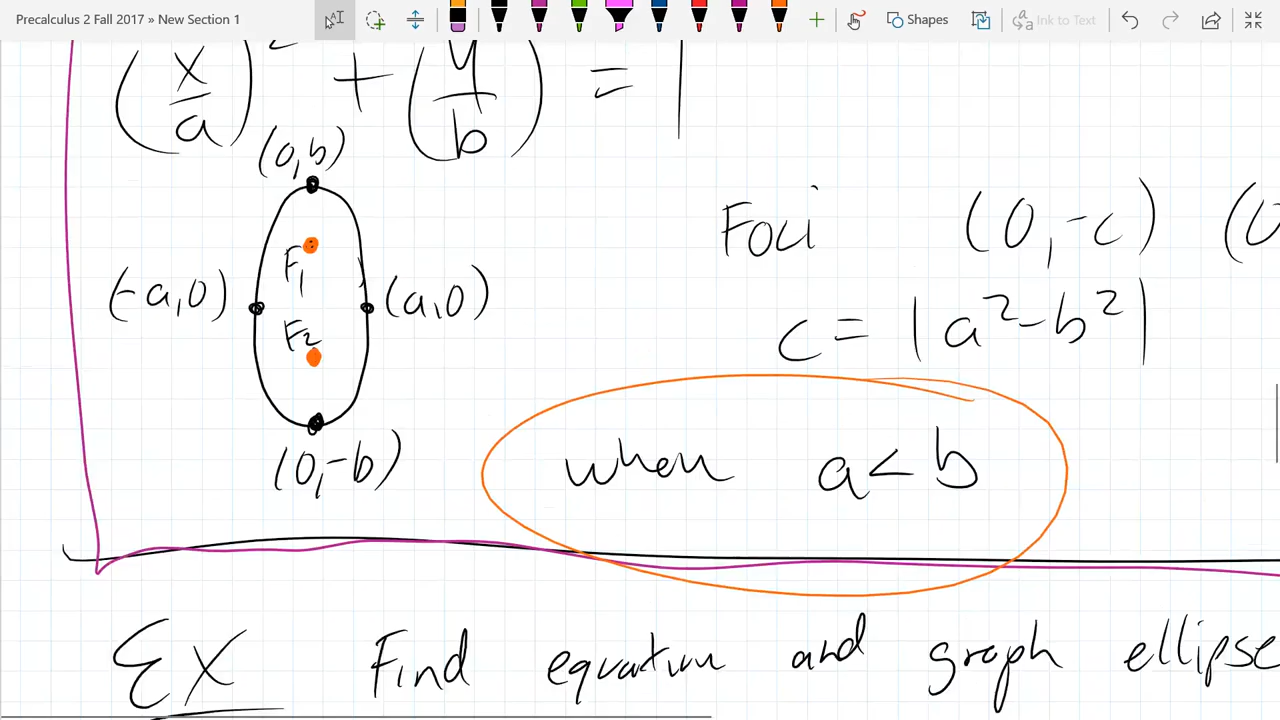 Precalculus 2 Fall 2017 » New Section 1
Shapes
Ink to Text
(x/a)² + (y/b) = 1
(0,b)
F1
(-a,0)
(a,0)
F2
(0,-b)
Foci (0,-c) (0
c = |a²-b²|
when a<b
Ex Find equation and graph ellipse